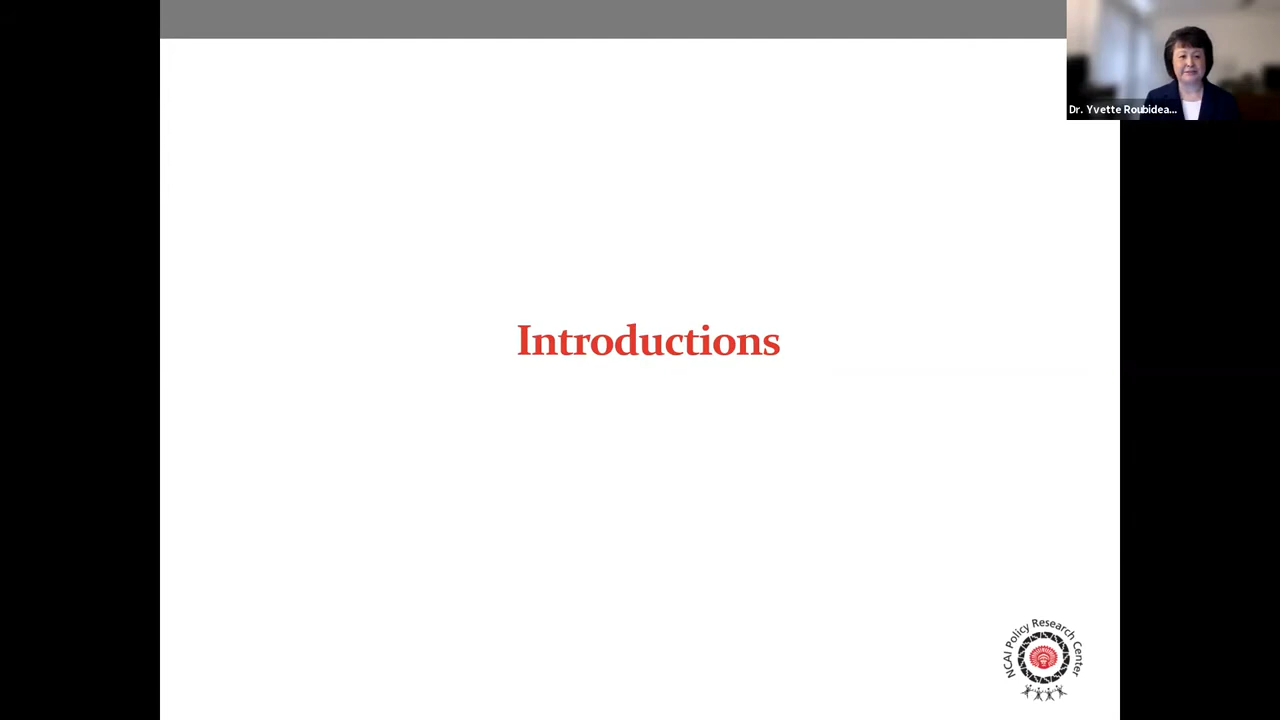 Dr. Yvette Roubidea...
Introductions
NCAI Policy Research Center